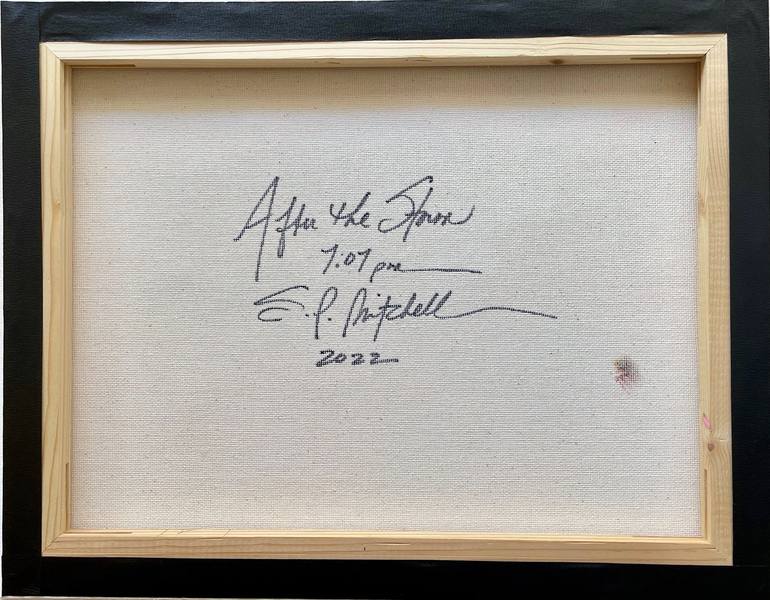 After the Storm
7:07 pm
E.P. Mitchell
2022